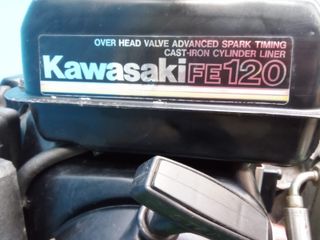 OVER HEAD VALVE ADVANCED SPARK TIMING
CAST-IRON CYLINDER LINER
Kawasaki FE120